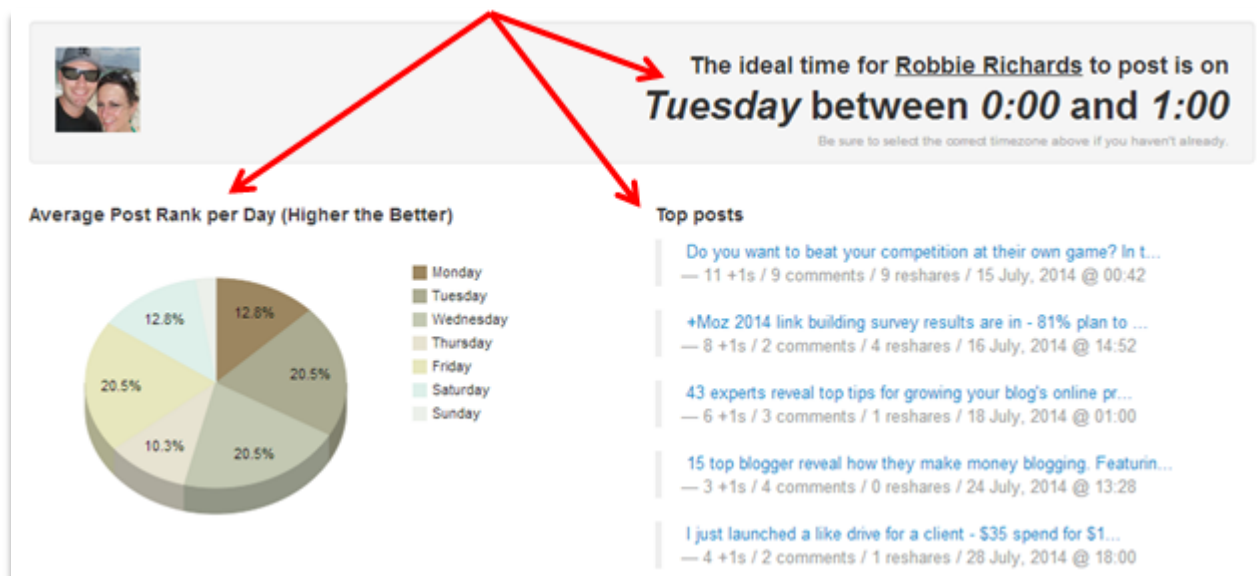 The ideal time for Robbie Richards to post is on
Tuesday between 0:00 and 1:00
Be sure to select the correct timezone above if you haven't already.
Average Post Rank per Day (Higher the Better)
12.8%
20.5%
20.5%
10.3%
20.5%
12.8%
Monday
Tuesday
Wednesday
Thursday
Friday
Saturday
Sunday
Top posts
Do you want to beat your competition at their own game? In t...
— 11 +1s / 9 comments / 9 reshares / 15 July, 2014 @ 00:42
+Moz 2014 link building survey results are in - 81% plan to ...
— 8 +1s / 2 comments / 4 reshares / 16 July, 2014 @ 14:52
43 experts reveal top tips for growing your blog's online pr...
— 6 +1s / 3 comments / 1 reshares / 18 July, 2014 @ 01:00
15 top blogger reveal how they make money blogging. Featurin...
— 3 +1s / 4 comments / 0 reshares / 24 July, 2014 @ 13:28
I just launched a like drive for a client - $35 spend for $1...
— 4 +1s / 2 comments / 1 reshares / 28 July, 2014 @ 18:00